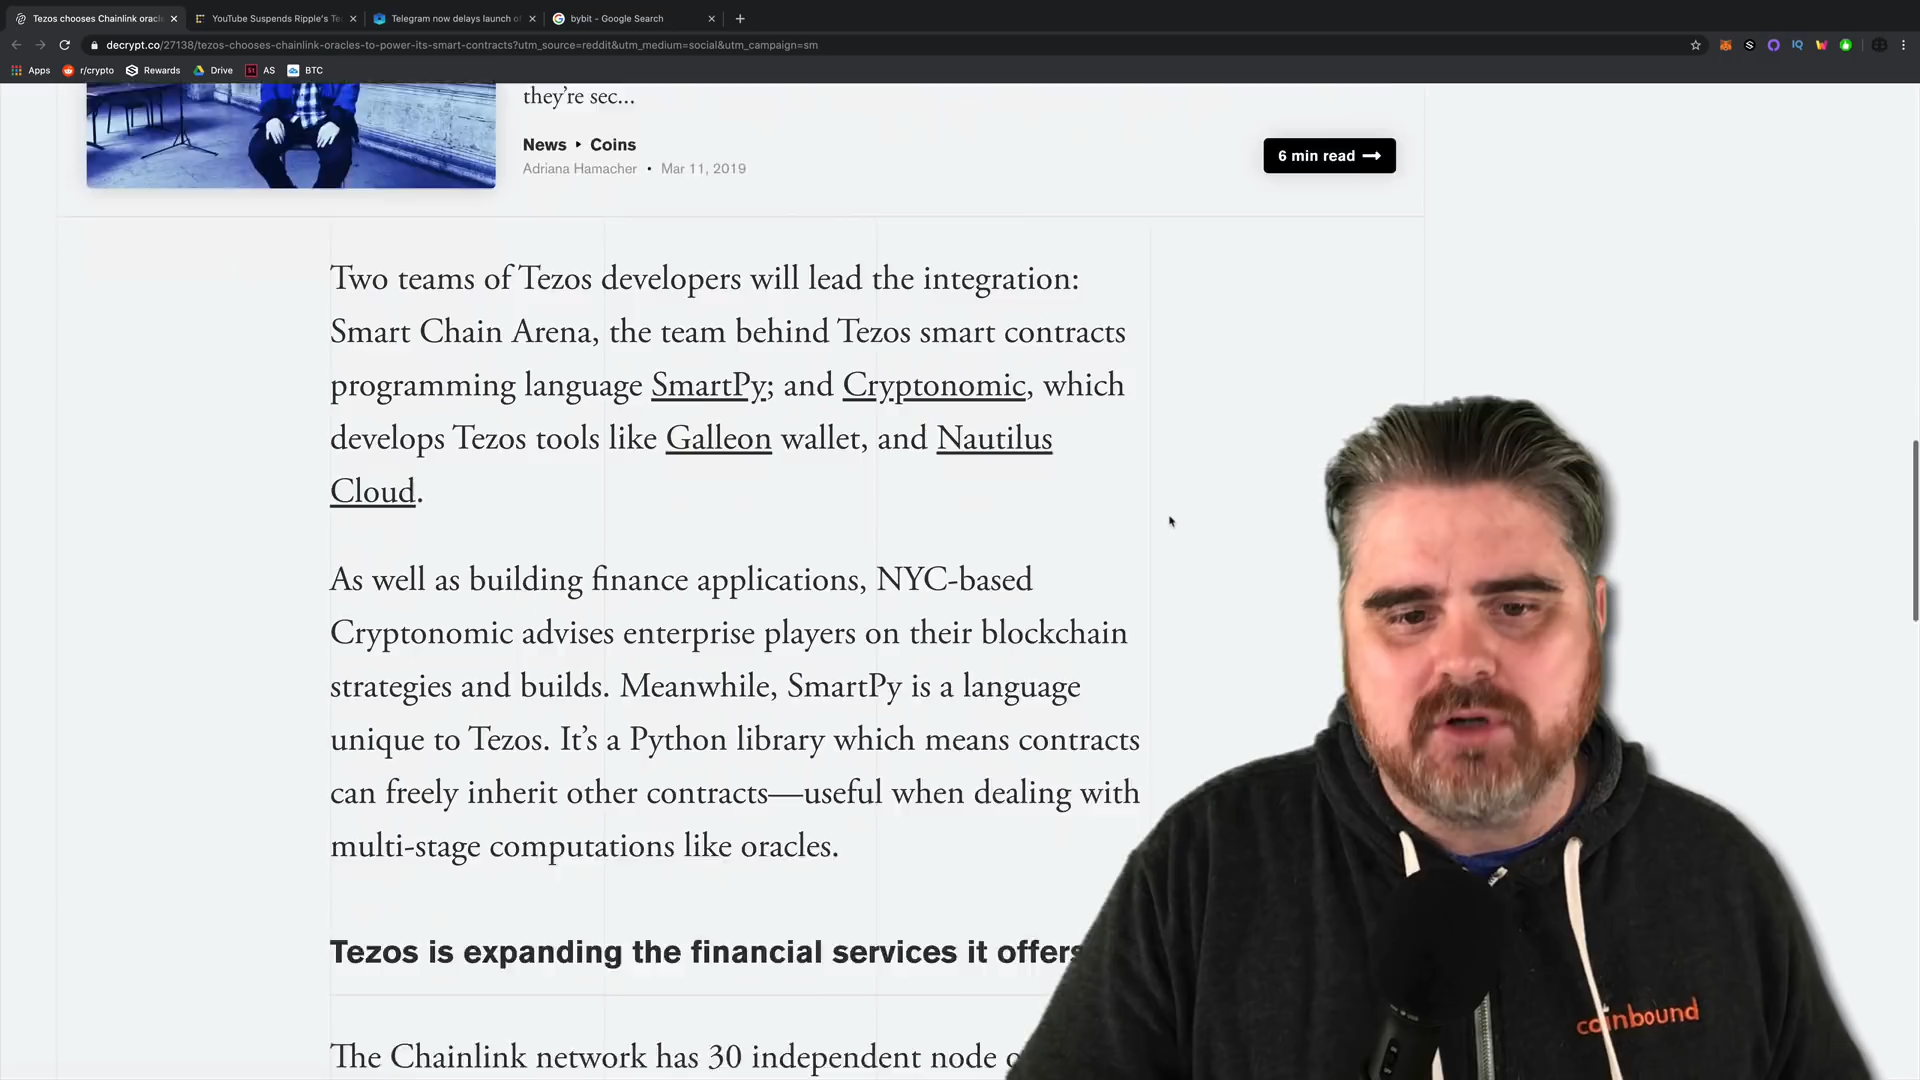 Tezos chooses Chainlink oracle
YouTube Suspends Ripple's Te
Telegram now delays launch of
bybit - Google Search
decrypt.co/27138/tezos-chooses-chainlink-oracles-to-power-its-smart-contracts?utm_source=reddit&utm_medium=social&utm_campaign=sm
Apps
r/crypto
Rewards
Drive
AS
BTC
they’re sec...
News ▸ Coins
6 min read →
Adriana Hamacher • Mar 11, 2019
Two teams of Tezos developers will lead the integration:
Smart Chain Arena, the team behind Tezos smart contracts
programming language SmartPy; and Cryptonomic, which
develops Tezos tools like Galleon wallet, and Nautilus
Cloud.
As well as building finance applications, NYC-based
Cryptonomic advises enterprise players on their blockchain
strategies and builds. Meanwhile, SmartPy is a language
unique to Tezos. It’s a Python library which means contracts
can freely inherit other contracts—useful when dealing with
multi-stage computations like oracles.
Tezos is expanding the financial services it offers
The Chainlink network has 30 independent node o
coinbound